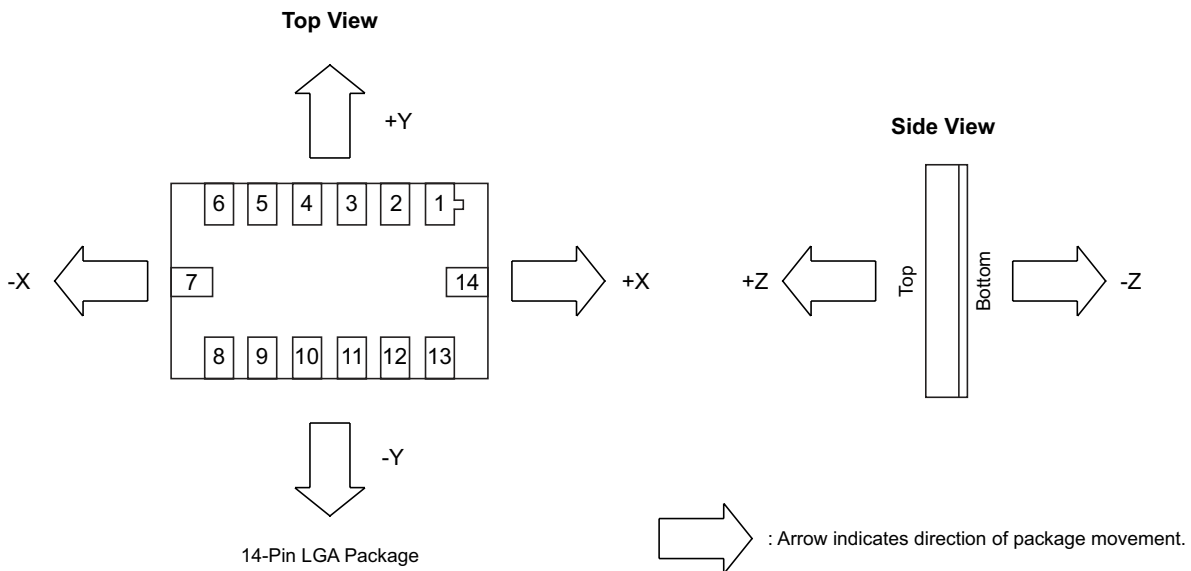 Top View
+Y
Side View
6 5 4 3 2 1
-X
7
14
+X
+Z
Top
Bottom
-Z
8 9 10 11 12 13
-Y
14-Pin LGA Package
: Arrow indicates direction of package movement.